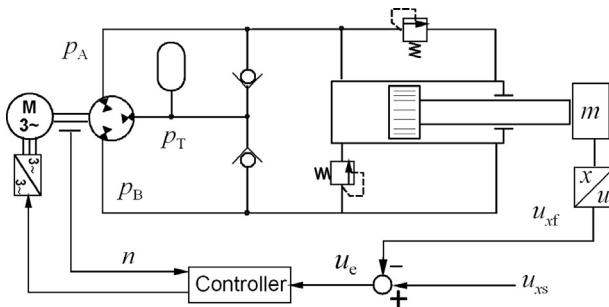 p_A
M
3~
p_T
m
3~
3~
p_B
x
u
u_xf
n
u_e
−
+
Controller
u_xs